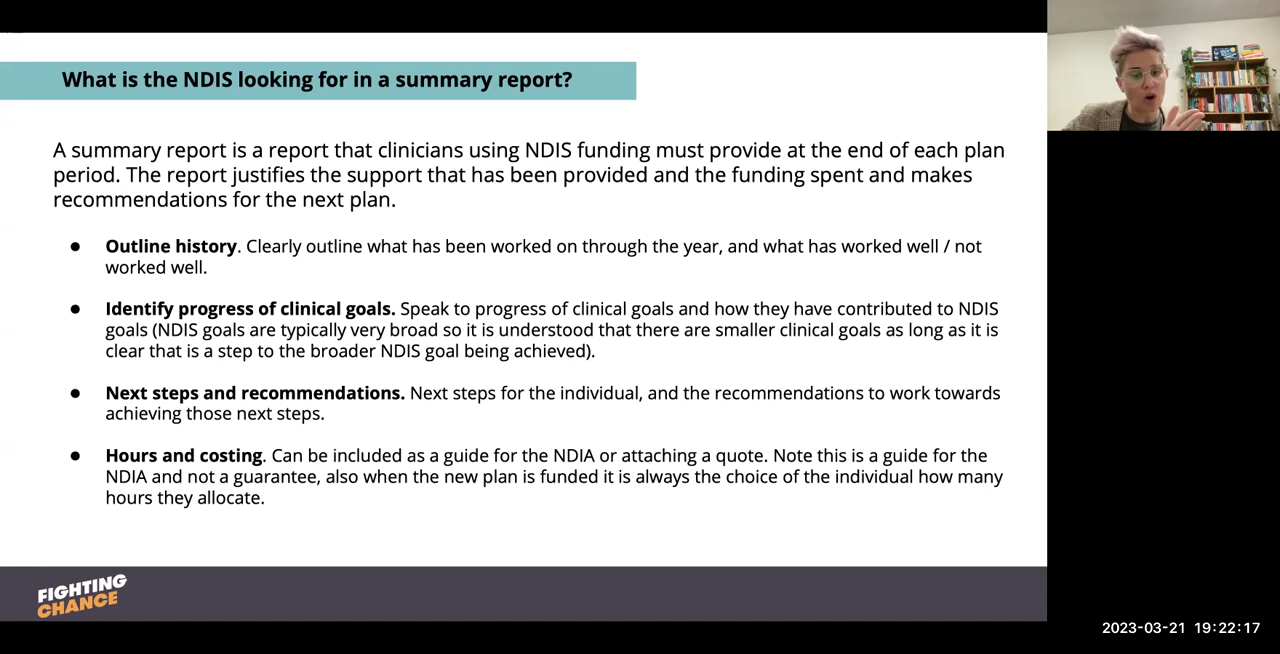 What is the NDIS looking for in a summary report?
A summary report is a report that clinicians using NDIS funding must provide at the end of each plan
period. The report justifies the support that has been provided and the funding spent and makes
recommendations for the next plan.
● Outline history. Clearly outline what has been worked on through the year, and what has worked well / not
worked well.
● Identify progress of clinical goals. Speak to progress of clinical goals and how they have contributed to NDIS
goals (NDIS goals are typically very broad so it is understood that there are smaller clinical goals as long as it is
clear that is a step to the broader NDIS goal being achieved).
● Next steps and recommendations. Next steps for the individual, and the recommendations to work towards
achieving those next steps.
● Hours and costing. Can be included as a guide for the NDIA or attaching a quote. Note this is a guide for the
NDIA and not a guarantee, also when the new plan is funded it is always the choice of the individual how many
hours they allocate.
FIGHTING
CHANCE
2023-03-21 19:22:17